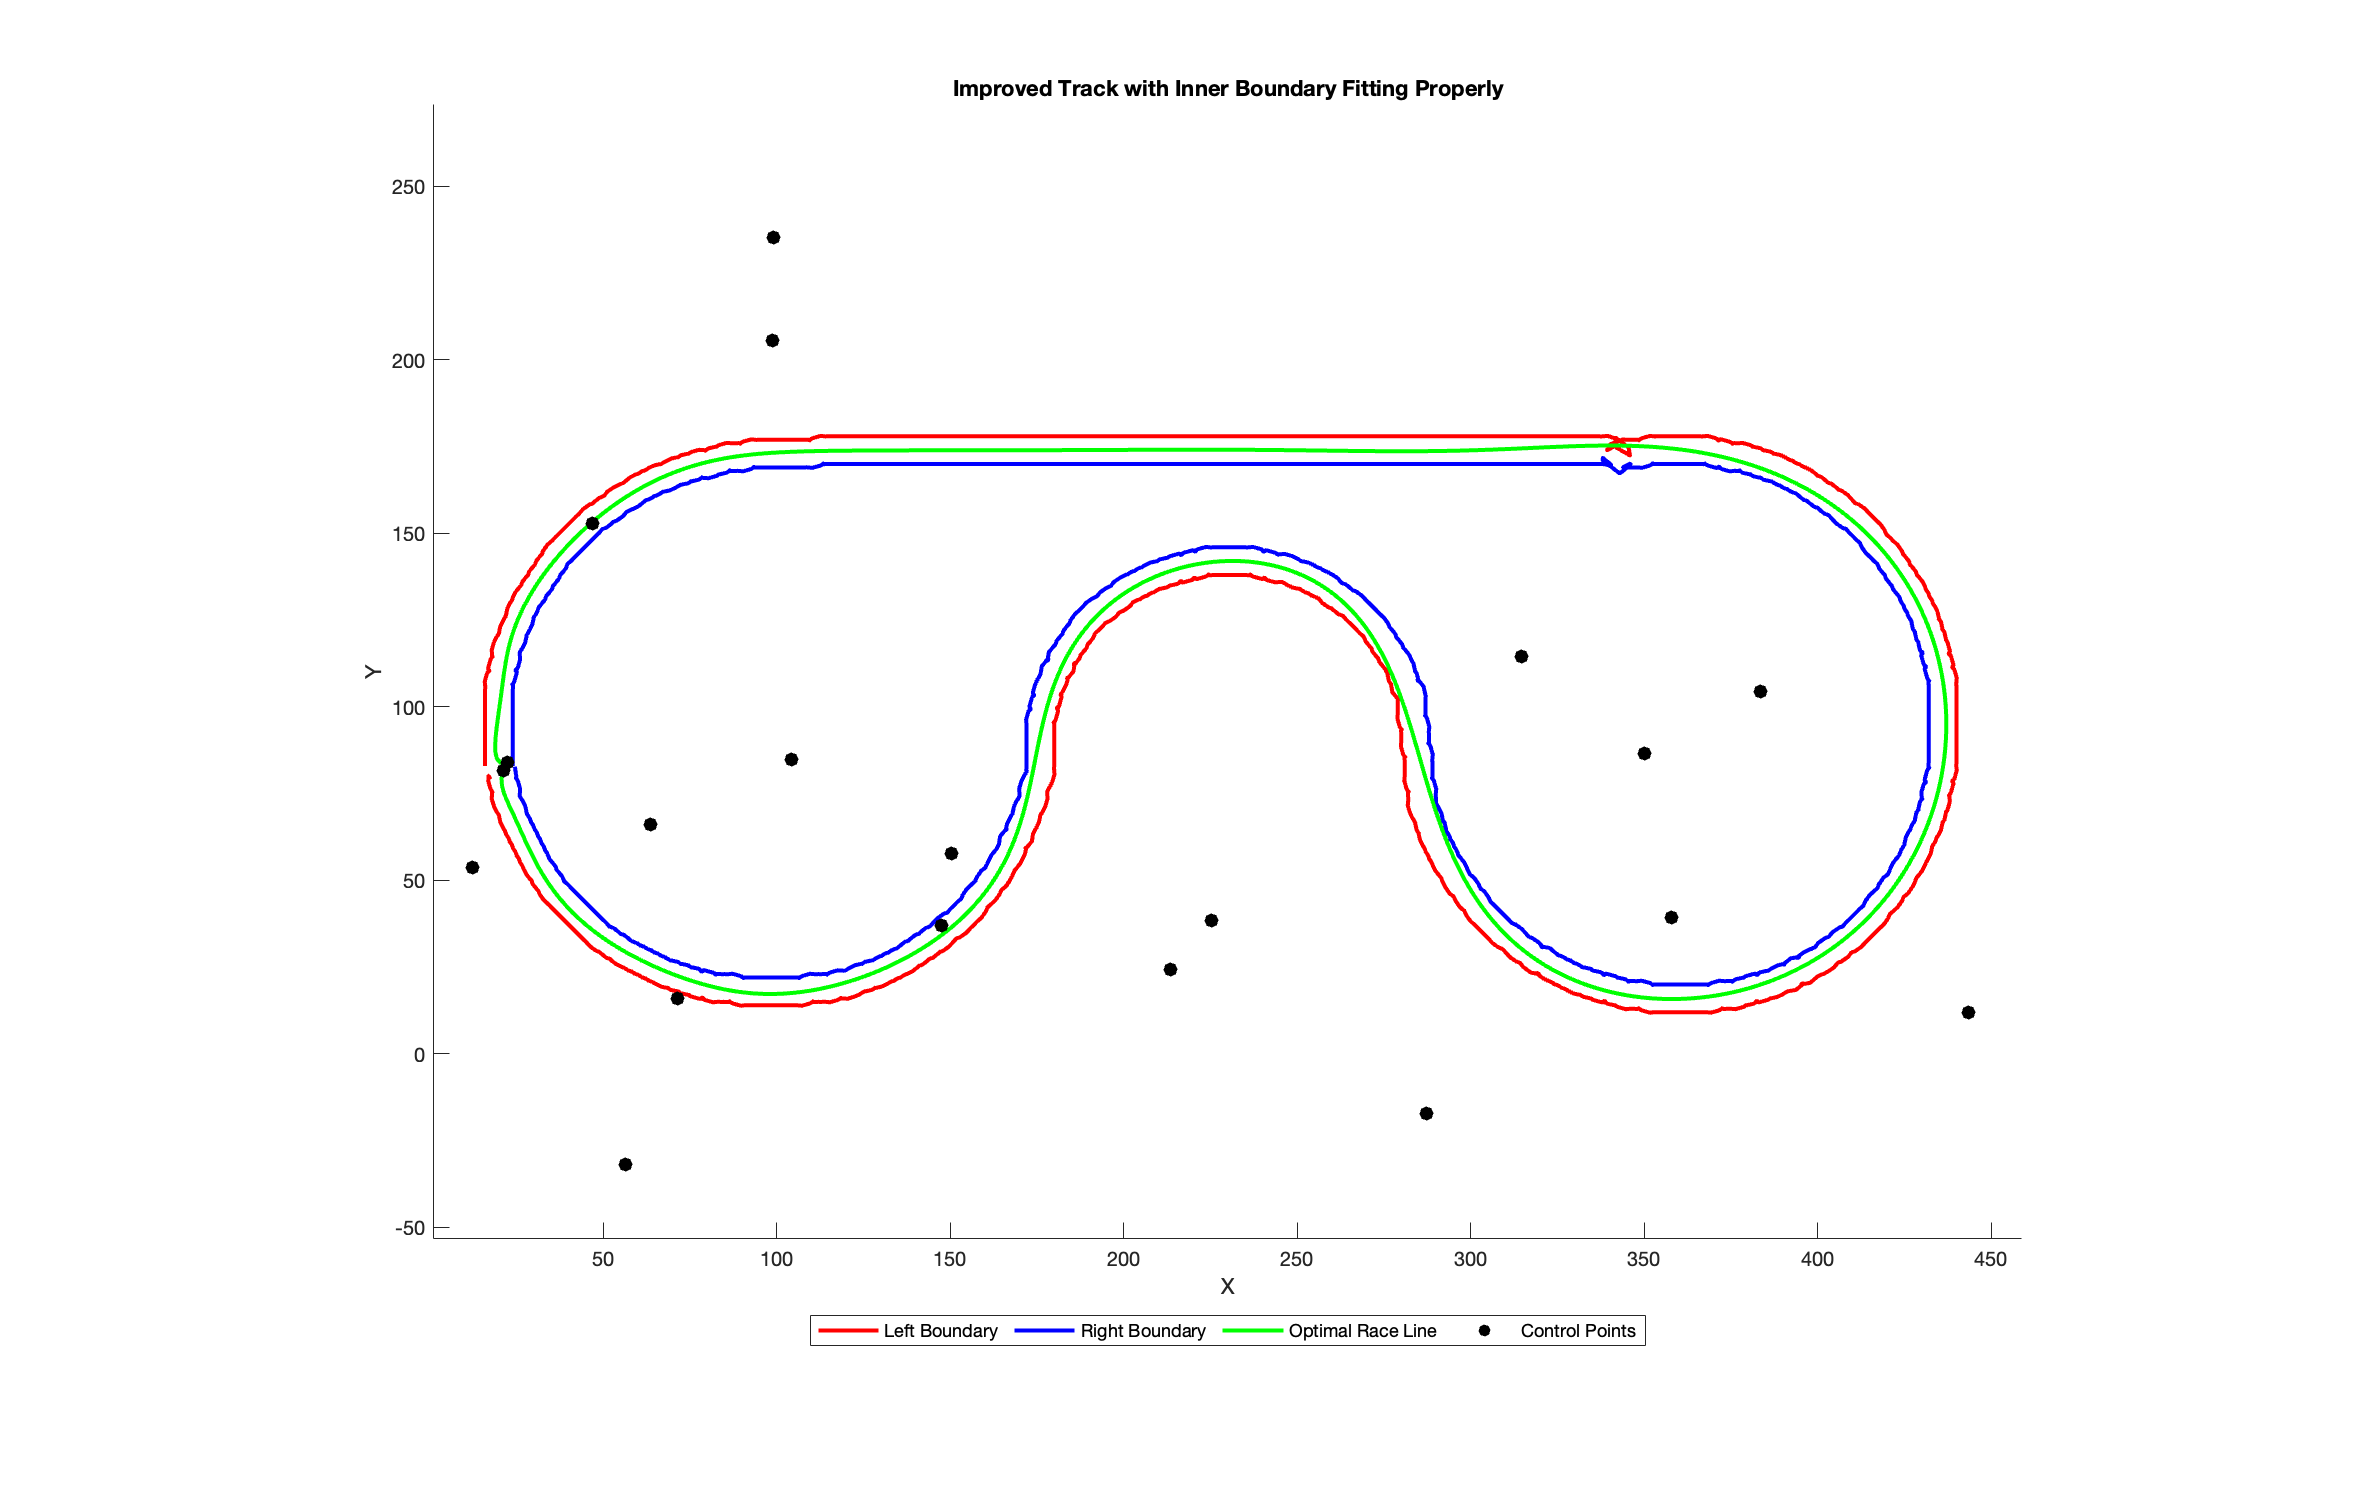 Improved Track with Inner Boundary Fitting Properly
250
200
150
100
50
0
-50
Y
50 100 150 200 250 300 350 400 450
X
Left Boundary Right Boundary Optimal Race Line Control Points